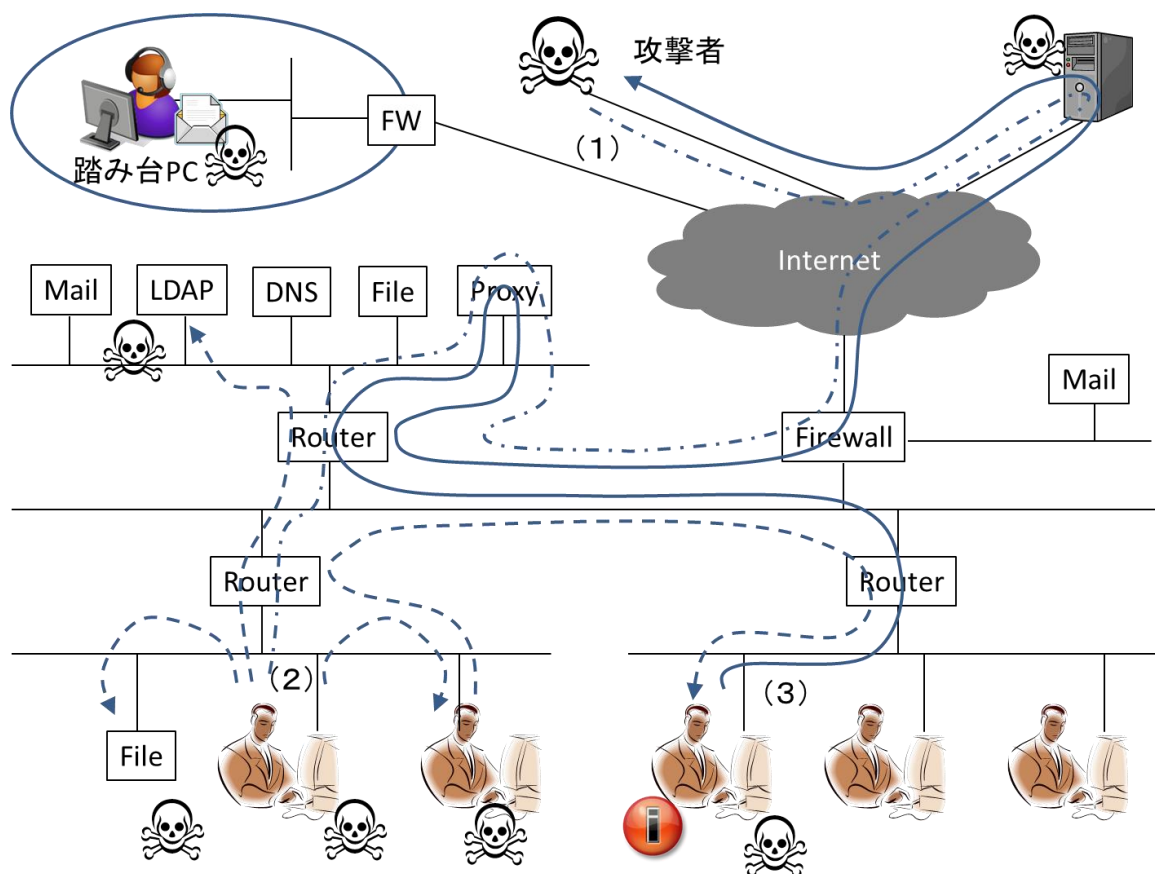 攻撃者
踏み台PC
FW
(1)
Internet
Mail
LDAP
DNS
File
Proxy
Mail
Router
Firewall
Router
Router
(2)
(3)
File
i